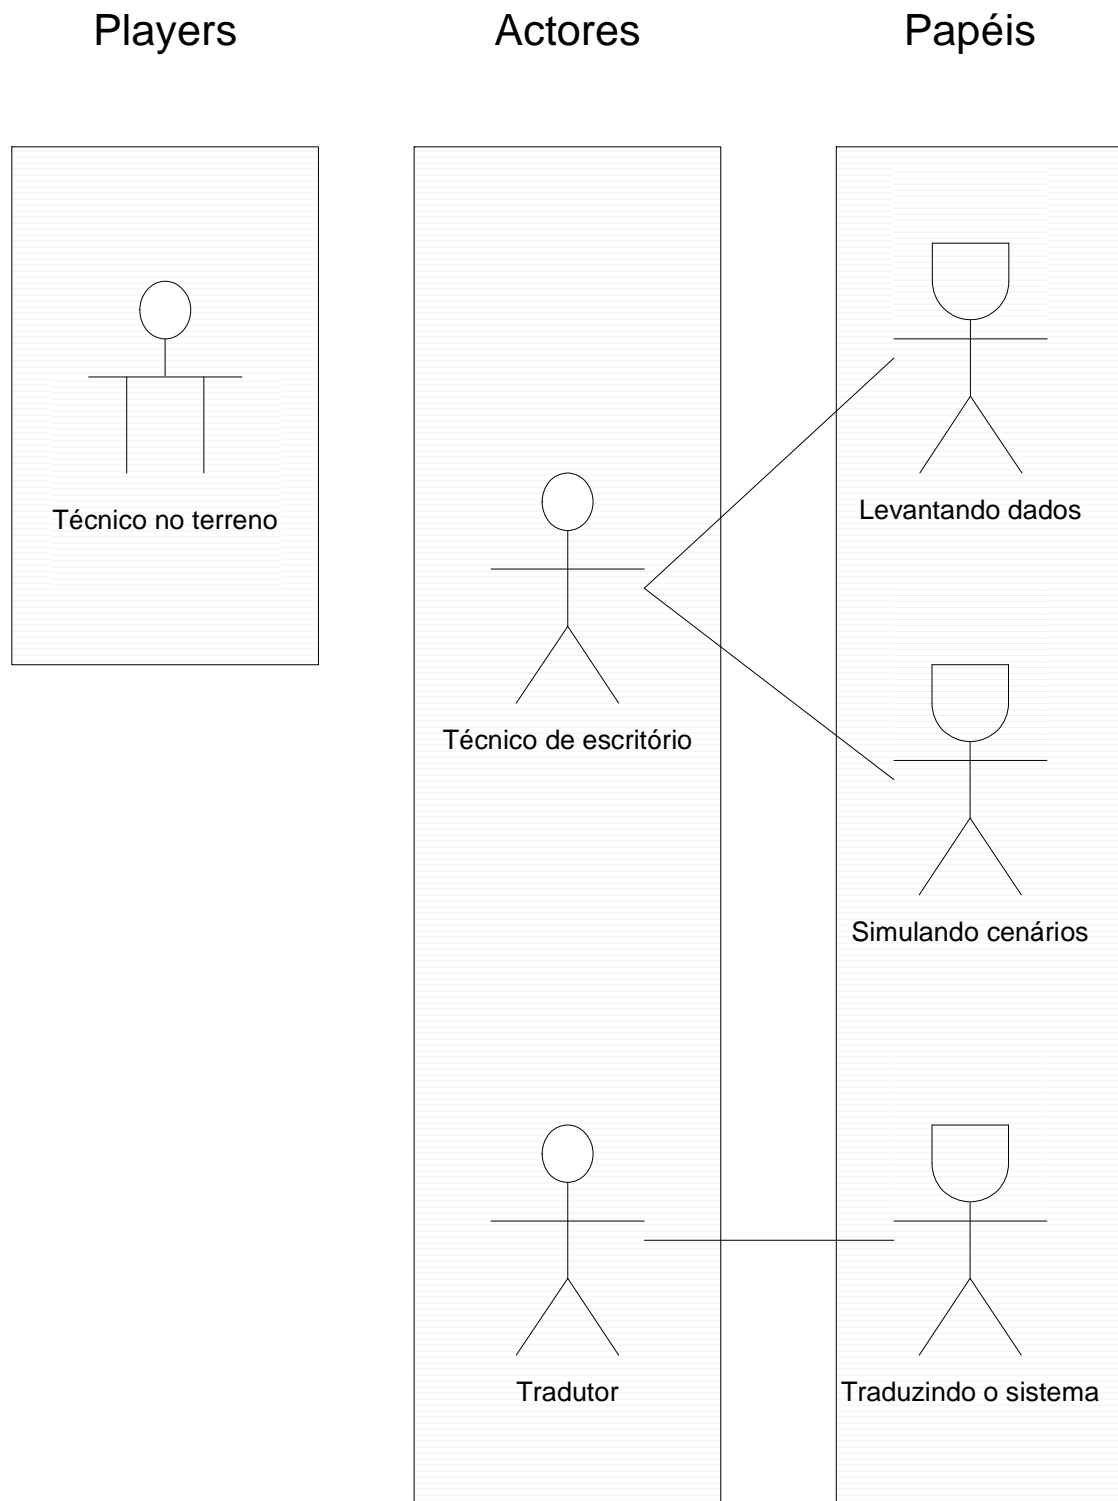 Players
Actores
Papéis
Técnico no terreno
Levantando dados
Técnico de escritório
Simulando cenários
Tradutor
Traduzindo o sistema